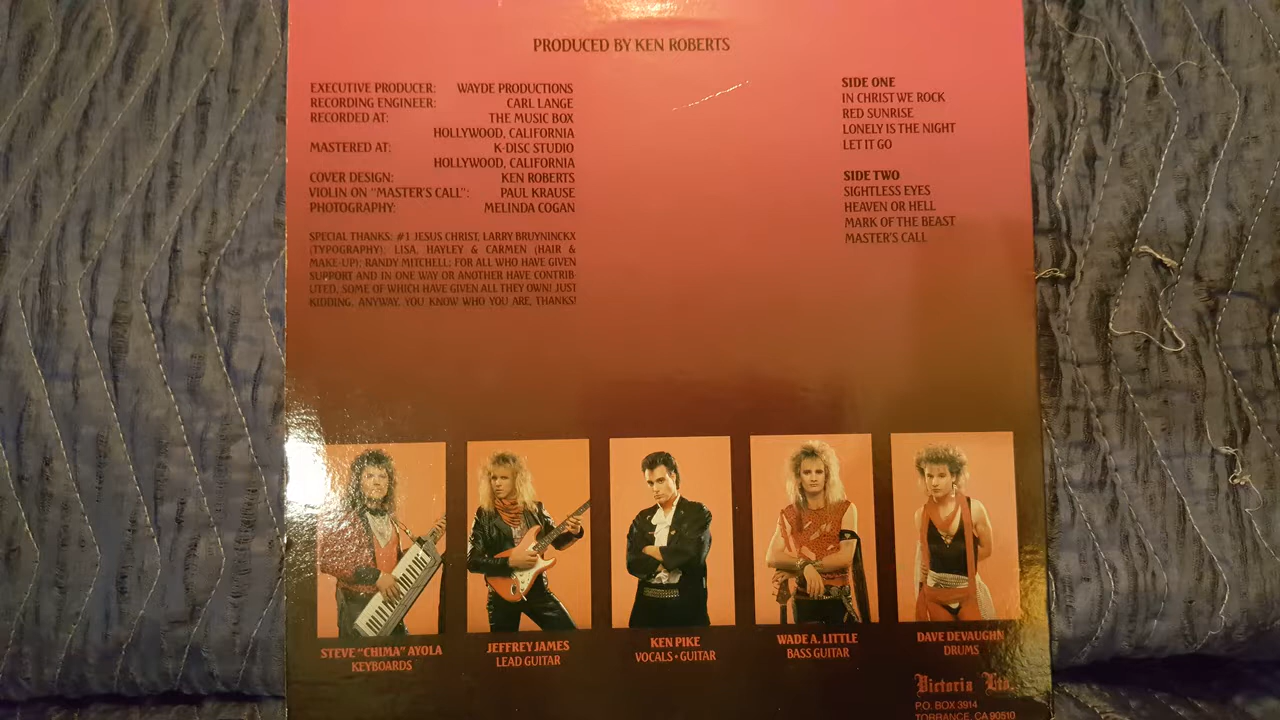 PRODUCED BY KEN ROBERTS
EXECUTIVE PRODUCER: WAYDE PRODUCTIONS
RECORDING ENGINEER: CARL LANGE
RECORDED AT: THE MUSIC BOX
HOLLYWOOD, CALIFORNIA
MASTERED AT: K-DISC STUDIO
HOLLYWOOD, CALIFORNIA
COVER DESIGN: KEN ROBERTS
VIOLIN ON "MASTER'S CALL": PAUL KRAUSE
PHOTOGRAPHY: MELINDA COGAN
SPECIAL THANKS: #1 JESUS CHRIST, LARRY BRUYNINCKX
(TYPOGRAPHY); LISA, HAYLEY & CARMEN (HAIR &
MAKE-UP); RANDY MITCHELL; FOR ALL WHO HAVE GIVEN
SUPPORT AND IN ONE WAY OR ANOTHER HAVE CONTRIB-
UTED, SOME OF WHICH HAVE GIVEN ALL THEY OWN! JUST
KIDDING. ANYWAY, YOU KNOW WHO YOU ARE, THANKS!
SIDE ONE
IN CHRIST WE ROCK
RED SUNRISE
LONELY IS THE NIGHT
LET IT GO
SIDE TWO
SIGHTLESS EYES
HEAVEN OR HELL
MARK OF THE BEAST
MASTER'S CALL
STEVE "CHIMA" AYOLA
KEYBOARDS
JEFFREY JAMES
LEAD GUITAR
KEN PIKE
VOCALS • GUITAR
WADE A. LITTLE
BASS GUITAR
DAVE DEVAUGHN
DRUMS
Victoria Ltd.
P.O. BOX 3914
TORRANCE, CA 90510